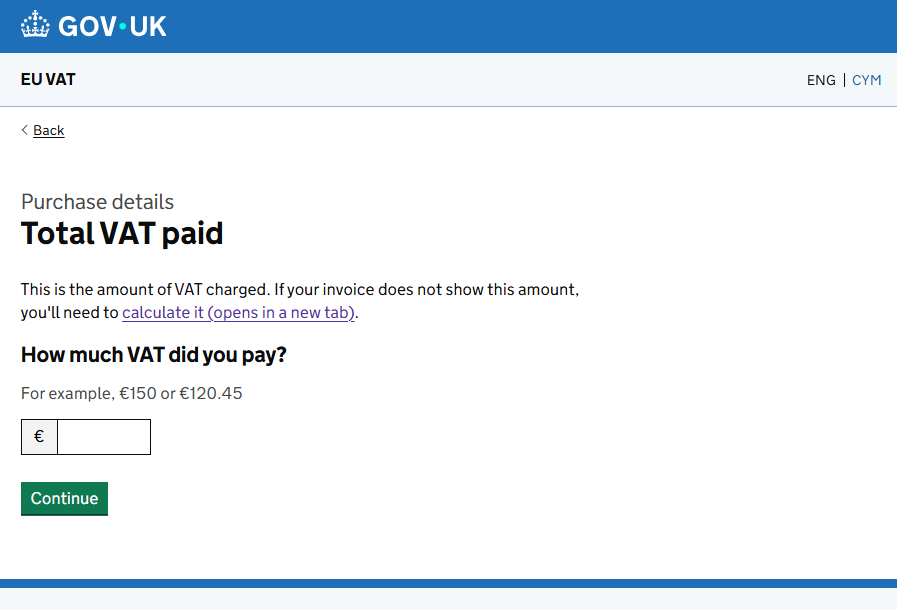 GOV·UK
EU VAT
ENG | CYM
Back
Purchase details
Total VAT paid
This is the amount of VAT charged. If your invoice does not show this amount,
you'll need to calculate it (opens in a new tab).
How much VAT did you pay?
For example, €150 or €120.45
€
Continue